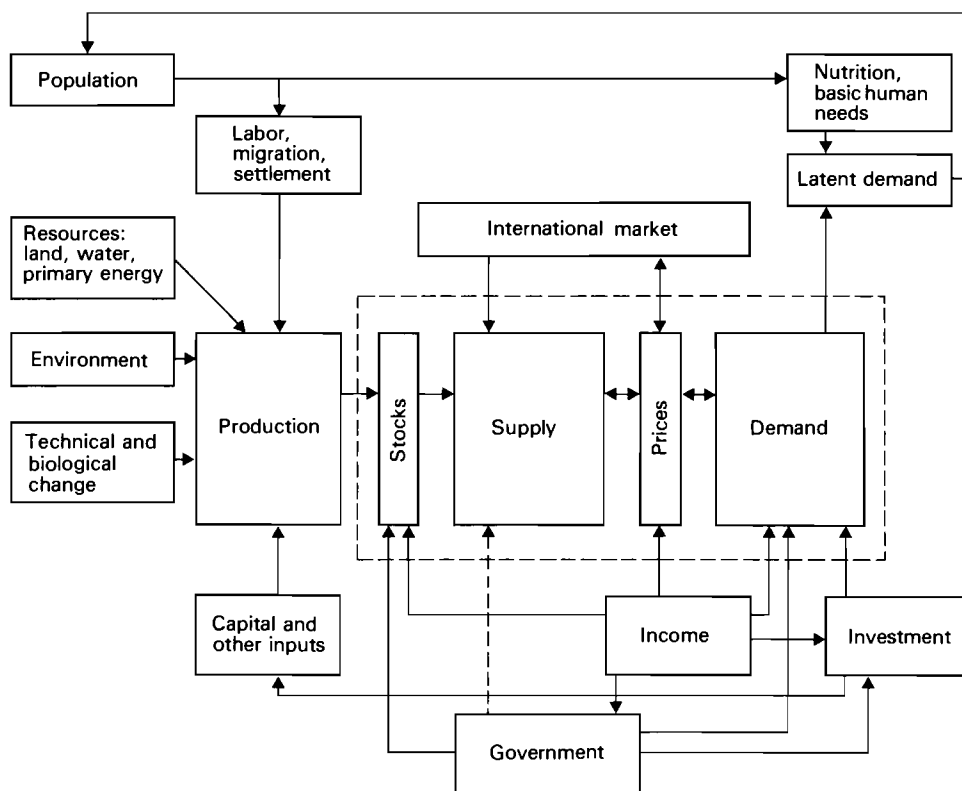 Population
Nutrition,
basic human
needs
Labor,
migration,
settlement
Latent demand
Resources:
land, water,
primary energy
International market
Environment
Production
Stocks
Supply
Prices
Demand
Technical and
biological
change
Capital and
other inputs
Income
Investment
Government